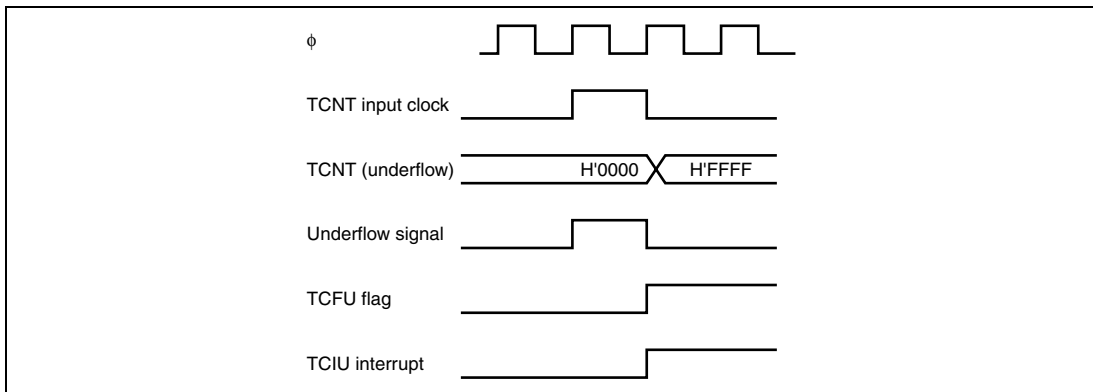 ϕ
TCNT input clock
TCNT (underflow) H'0000 H'FFFF
Underflow signal
TCFU flag
TCIU interrupt